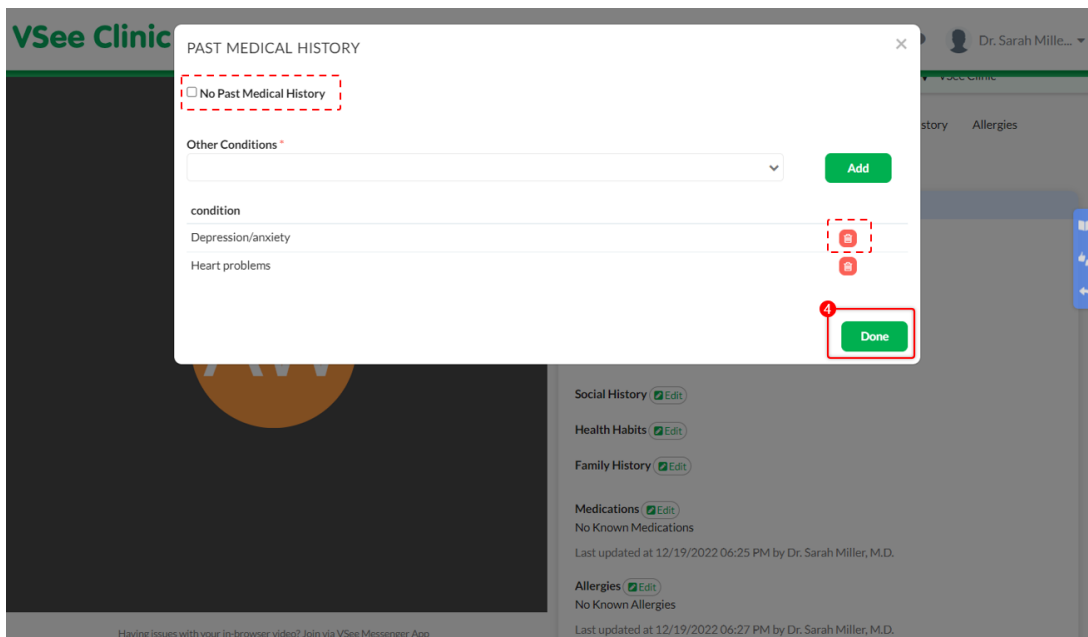 VSee Clinic
Dr. Sarah Mille...
PAST MEDICAL HISTORY
No Past Medical History
Other Conditions *
Add
condition
Depression/anxiety
Heart problems
4
Done
VSee Clinic
story Allergies
Social History Edit
Health Habits Edit
Family History Edit
Medications Edit
No Known Medications
Last updated at 12/19/2022 06:25 PM by Dr. Sarah Miller, M.D.
Allergies Edit
No Known Allergies
Last updated at 12/19/2022 06:27 PM by Dr. Sarah Miller, M.D.
Having issues with your in-browser video? Join via VSee Messenger App